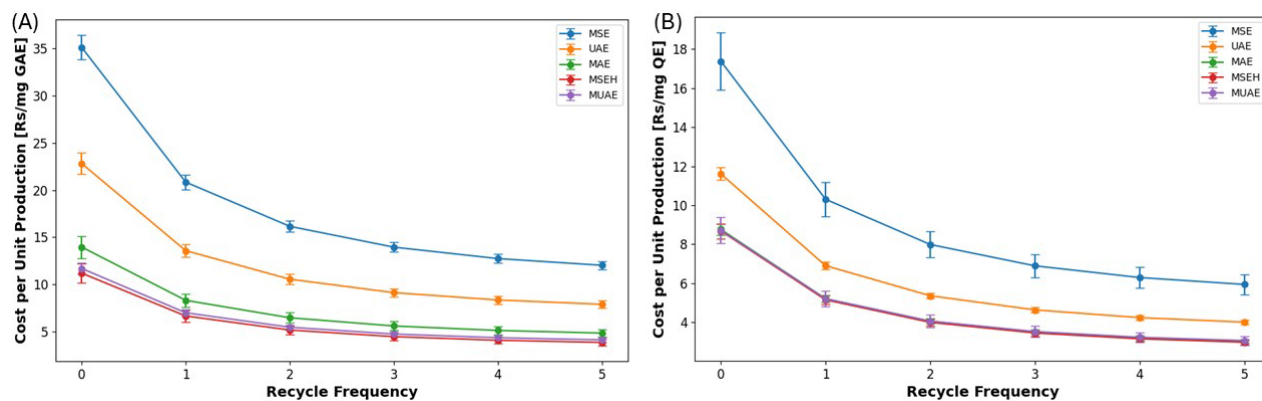 (A)
Cost per Unit Production [Rs/mg GAE]
35
30
25
20
15
10
5
MSE
UAE
MAE
MSEH
MUAE
0 1 2 3 4 5
Recycle Frequency
(B)
Cost per Unit Production [Rs/mg QE]
18
16
14
12
10
8
6
4
MSE
UAE
MAE
MSEH
MUAE
0 1 2 3 4 5
Recycle Frequency